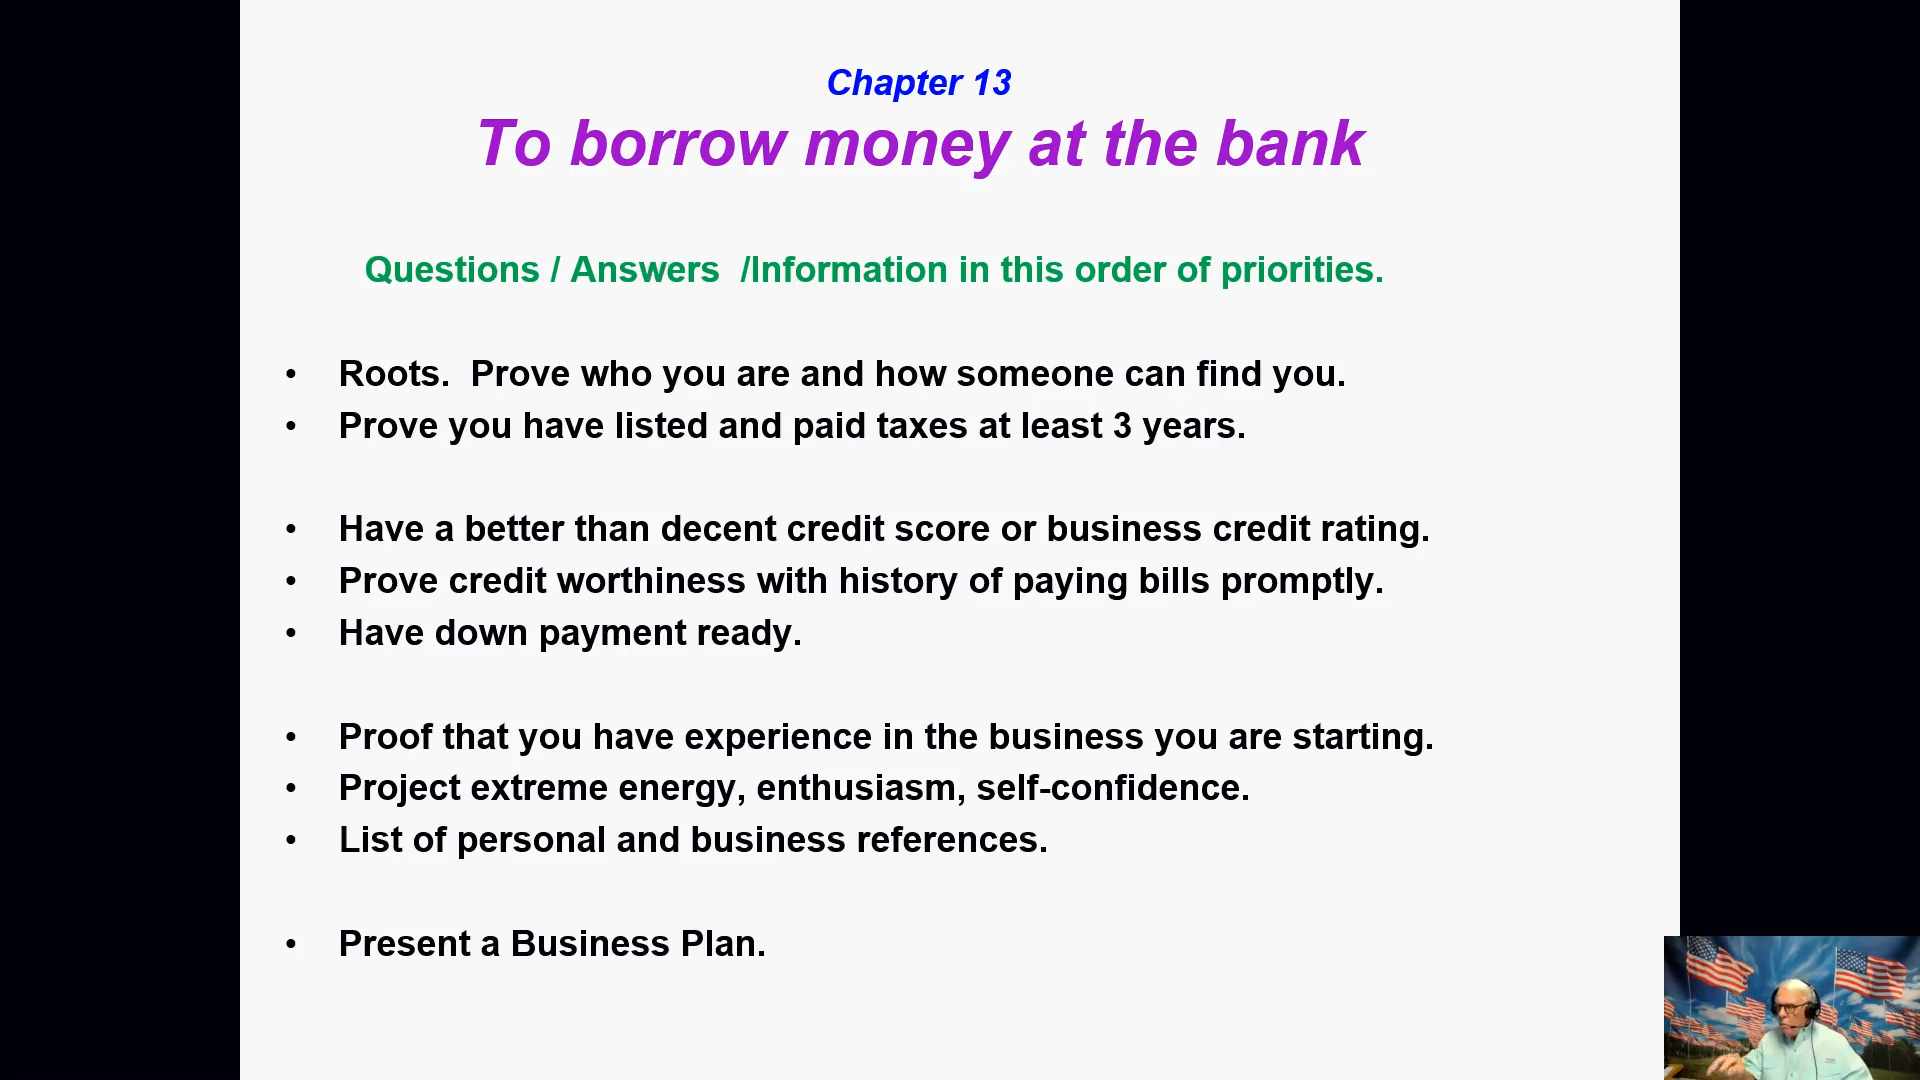 Chapter 13
To borrow money at the bank
Questions / Answers  /Information in this order of priorities.
• Roots.  Prove who you are and how someone can find you.
• Prove you have listed and paid taxes at least 3 years.
• Have a better than decent credit score or business credit rating.
• Prove credit worthiness with history of paying bills promptly.
• Have down payment ready.
• Proof that you have experience in the business you are starting.
• Project extreme energy, enthusiasm, self-confidence.
• List of personal and business references.
• Present a Business Plan.